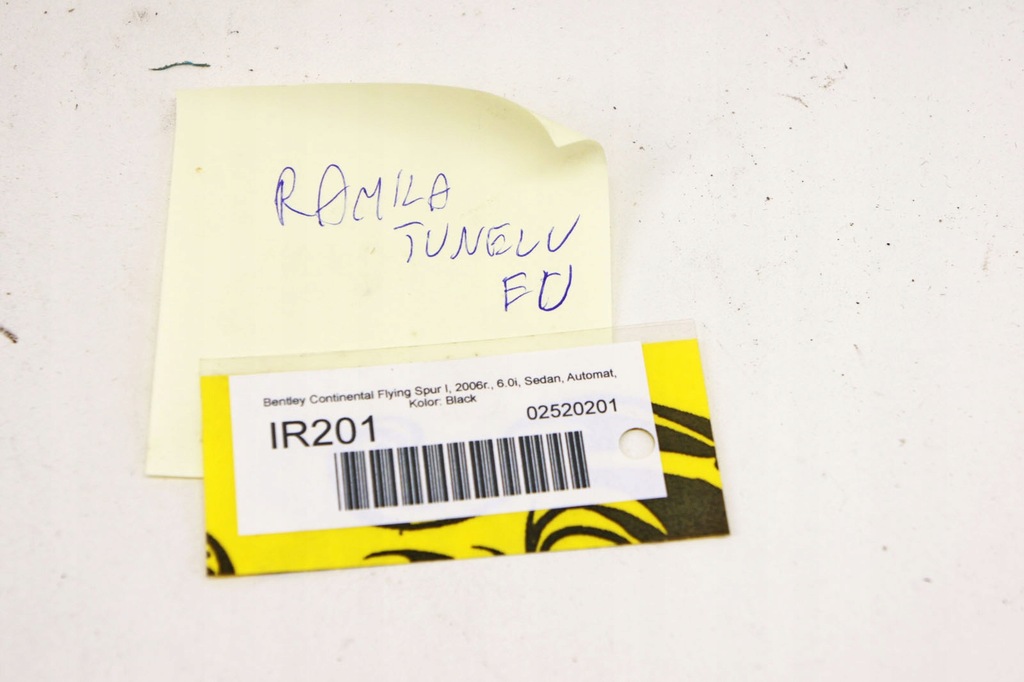 RAMKA
TUNELU
EU
Bentley Continental Flying Spur I, 2006r., 6.0i, Sedan, Automat,
Kolor: Black
IR201
02520201